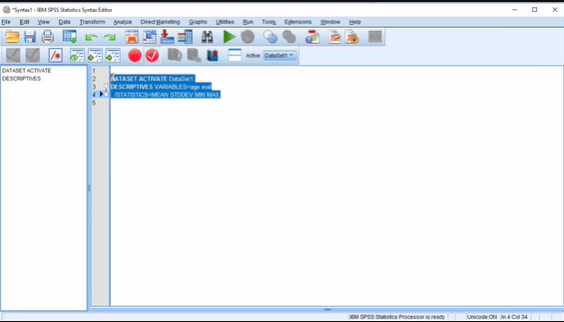 *Syntax1 - IBM SPSS Statistics Syntax Editor
File Edit View Data Transform Analyze Direct Marketing Graphs Utilities Run Tools Extensions Window Help
Active: DataSet1
DATASET ACTIVATE
DESCRIPTIVES
1
2 DATASET ACTIVATE DataSet1.
3 DESCRIPTIVES VARIABLES=age
4 /STATISTICS=MEAN STDDEV MIN MAX.
5
IBM SPSS Statistics Processor is ready Unicode:ON In 4 Col 34